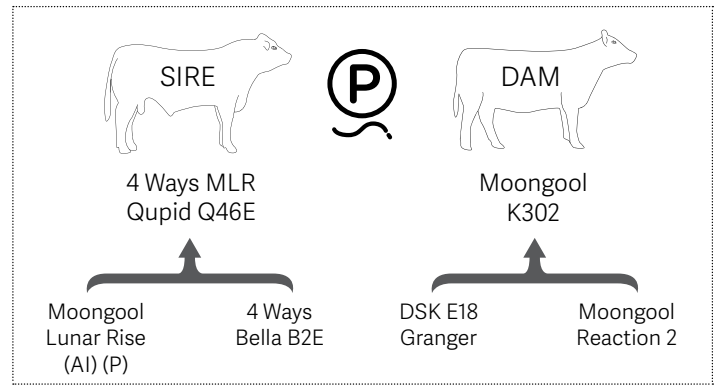 SIRE
P
DAM
4 Ways MLR
Qupid Q46E
Moongool
K302
Moongool
Lunar Rise
(AI) (P)
4 Ways
Bella B2E
DSK E18
Granger
Moongool
Reaction 2